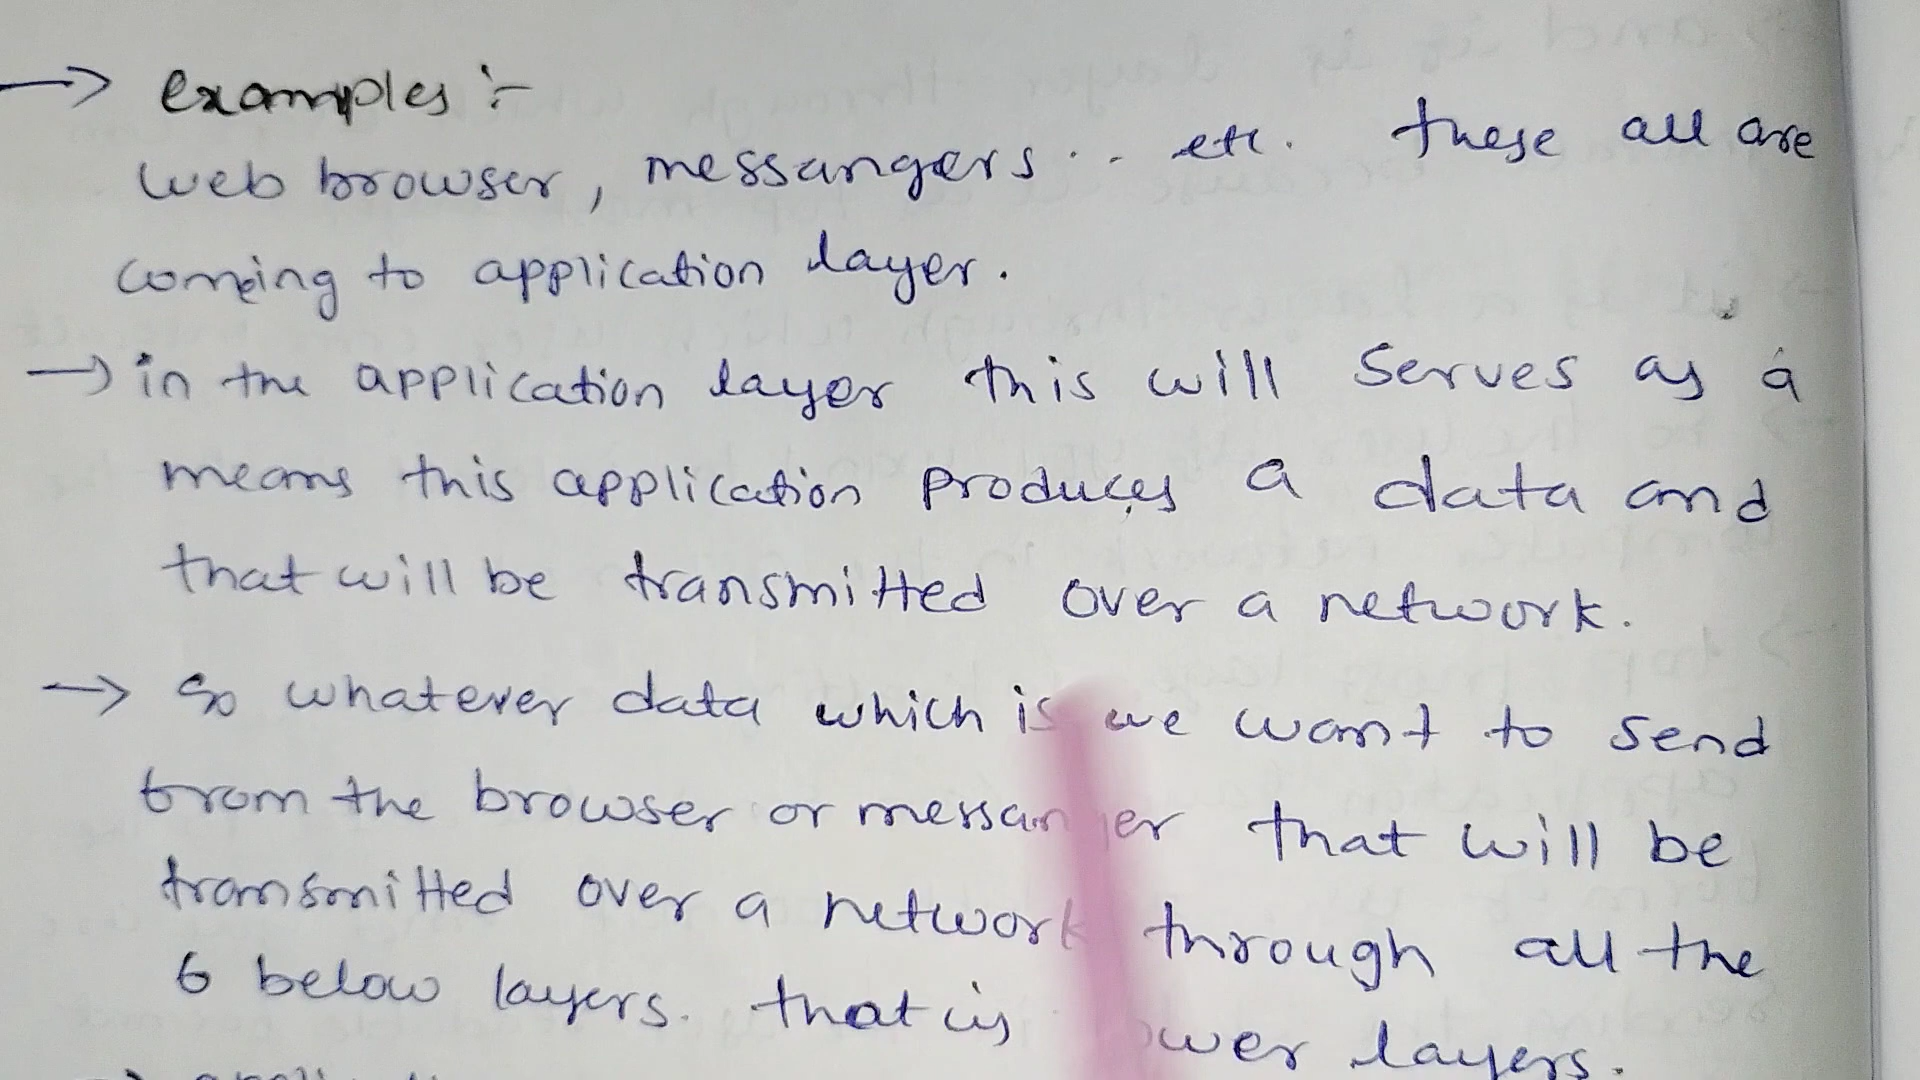 → examples :-
web browser, messangers... etc. these all are
coming to application layer.
→ in the application layer this will serves as a
means this application produces a data and
that will be transmitted over a network.
→ so whatever data which is we want to send
from the browser or that will be
transmitted over a network through all the
6 below layers. that is layers.